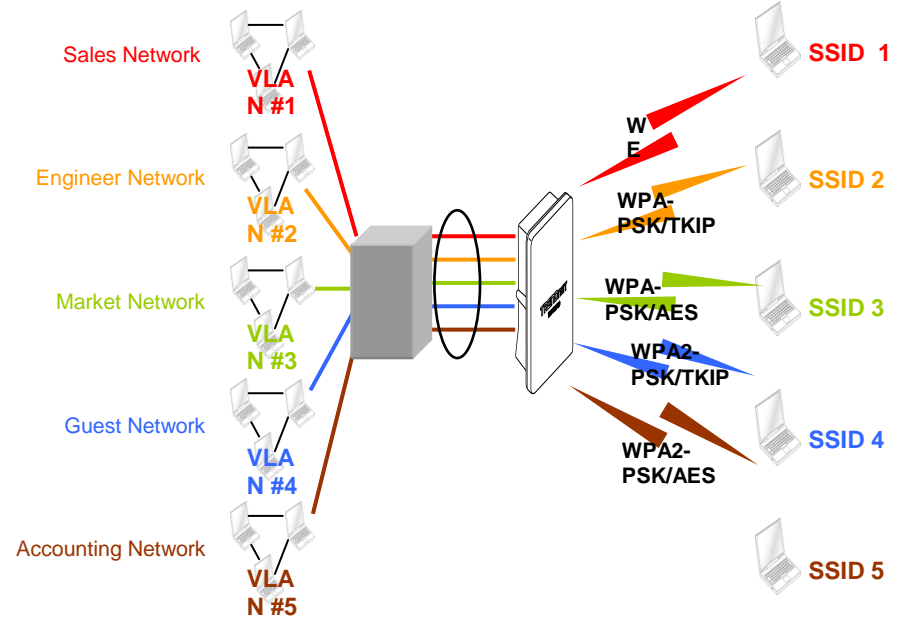 Sales Network
VLA
N #1
SSID 1
W
E
Engineer Network
VLA
N #2
WPA-
PSK/TKIP
SSID 2
Market Network
VLA
N #3
WPA-
PSK/AES
SSID 3
Guest Network
VLA
N #4
WPA2-
PSK/TKIP
SSID 4
WPA2-
PSK/AES
Accounting Network
VLA
N #5
SSID 5